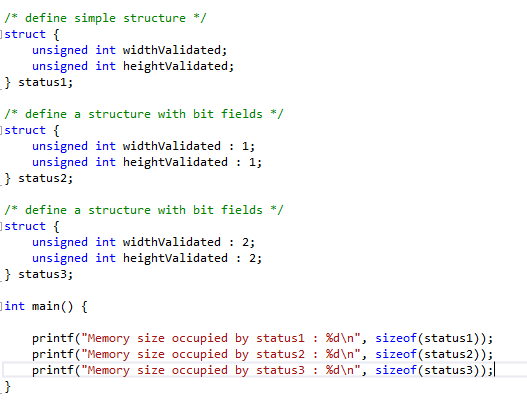 /* define simple structure */
struct {
    unsigned int widthValidated;
    unsigned int heightValidated;
} status1;

/* define a structure with bit fields */
struct {
    unsigned int widthValidated : 1;
    unsigned int heightValidated : 1;
} status2;

/* define a structure with bit fields */
struct {
    unsigned int widthValidated : 2;
    unsigned int heightValidated : 2;
} status3;

int main() {

    printf("Memory size occupied by status1 : %d\n", sizeof(status1));
    printf("Memory size occupied by status2 : %d\n", sizeof(status2));
    printf("Memory size occupied by status3 : %d\n", sizeof(status3));
}